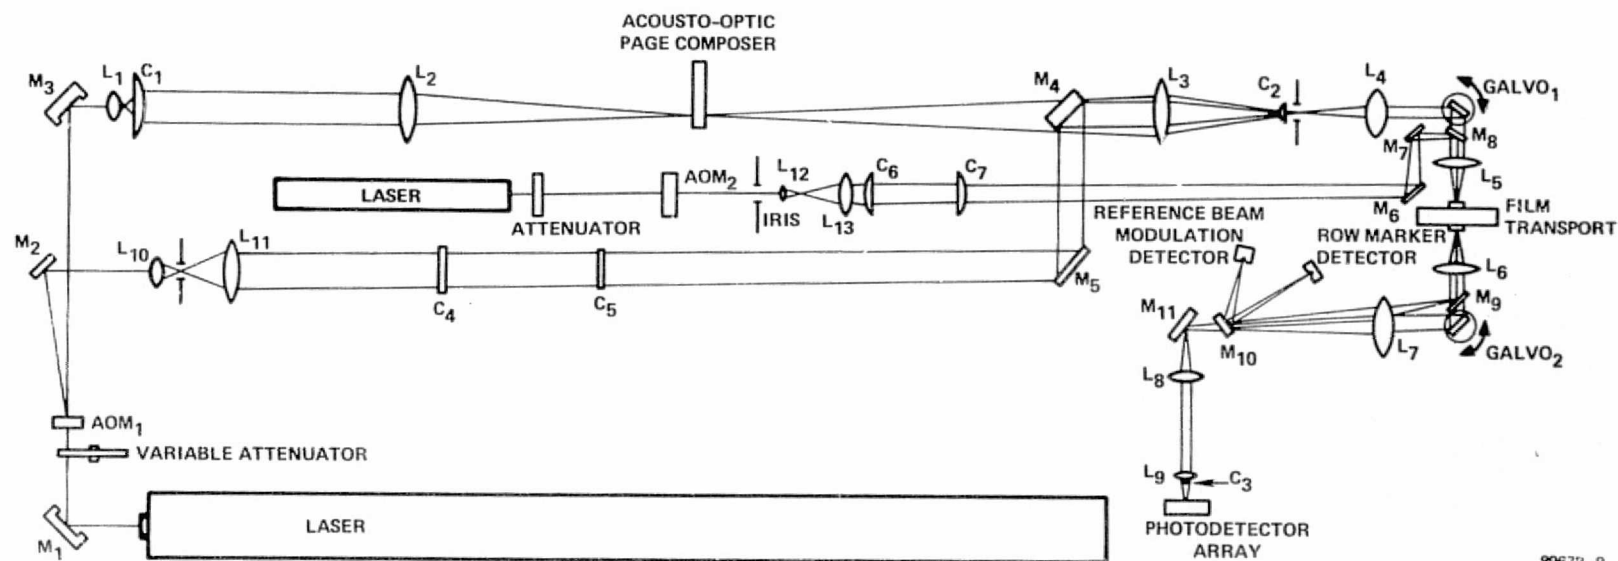 ACOUSTO-OPTIC
PAGE COMPOSER
M3
L1
C1
L2
M4
L3
C2
L4
GALVO1
M7
M8
LASER
ATTENUATOR
AOM2
IRIS
L12
L13
C6
C7
M6
L5
FILM
TRANSPORT
REFERENCE BEAM
MODULATION
DETECTOR
ROW MARKER
DETECTOR
M2
L10
L11
C4
C5
M5
L6
M9
M11
M10
L7
GALVO2
L8
AOM1
VARIABLE ATTENUATOR
L9
C3
M1
LASER
PHOTODETECTOR
ARRAY